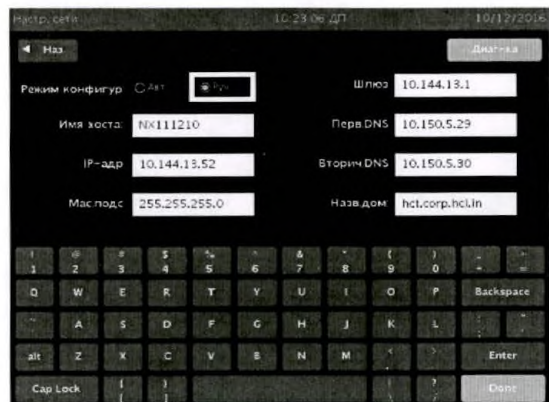 Настр. сети 10:23:06 ДП 10/12/2016
Наз.
Режим конфигур Авт Руч Шлюз 10.144.13.1
Имя хоста: NX111210 Перв.DNS 10.150.5.29
IP-адр 10.144.13.52 Вторич DNS 10.150.5.30
Мас.подс 255.255.255.0 Назв.дом: hct.corp.hcl.in
! @ # $ % ^ & * ( )
1 2 3 4 5 6 7 8 9 0 =
Q W E R T Y U I O P Backspace
A S D F G H J K L
alt Z X C V B N M Enter
Cap Lock { } ?
[ ] / Done